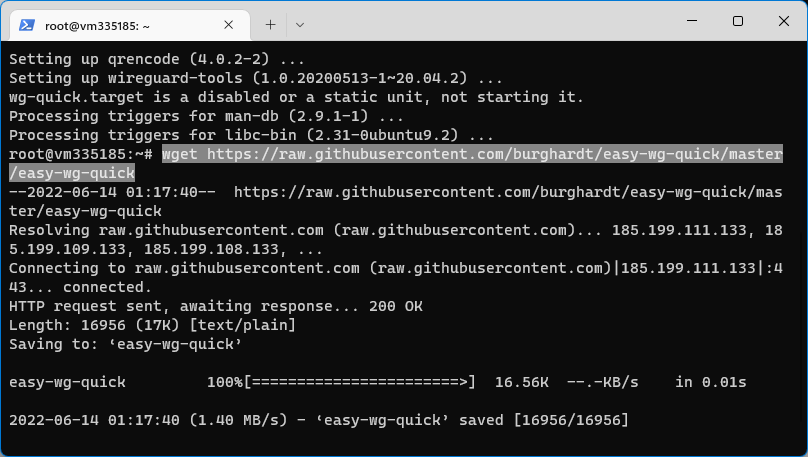 root@vm335185: ~
Setting up qrencode (4.0.2-2) ...
Setting up wireguard-tools (1.0.20200513-1~20.04.2) ...
wg-quick.target is a disabled or a static unit, not starting it.
Processing triggers for man-db (2.9.1-1) ...
Processing triggers for libc-bin (2.31-0ubuntu9.2) ...
root@vm335185:~# wget https://raw.githubusercontent.com/burghardt/easy-wg-quick/master
/easy-wg-quick
--2022-06-14 01:17:40--  https://raw.githubusercontent.com/burghardt/easy-wg-quick/mas
ter/easy-wg-quick
Resolving raw.githubusercontent.com (raw.githubusercontent.com)... 185.199.111.133, 18
5.199.109.133, 185.199.108.133, ...
Connecting to raw.githubusercontent.com (raw.githubusercontent.com)|185.199.111.133|:4
43... connected.
HTTP request sent, awaiting response... 200 OK
Length: 16956 (17K) [text/plain]
Saving to: ‘easy-wg-quick’
easy-wg-quick         100%[=======================>]  16.56K  --.-KB/s    in 0.01s
2022-06-14 01:17:40 (1.40 MB/s) - ‘easy-wg-quick’ saved [16956/16956]